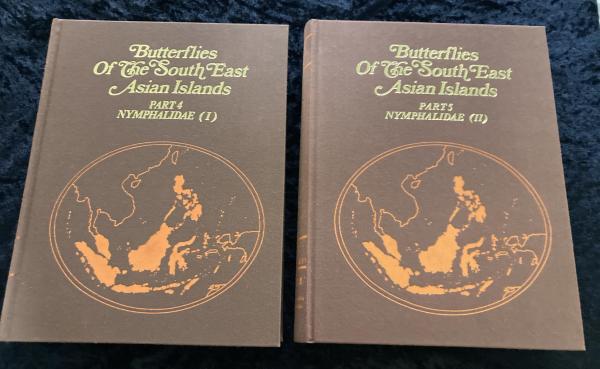 Butterflies
Of The South East
Asian Islands
PART 4
NYMPHALIDAE (I)
Butterflies
Of The South East
Asian Islands
PART 5
NYMPHALIDAE (II)